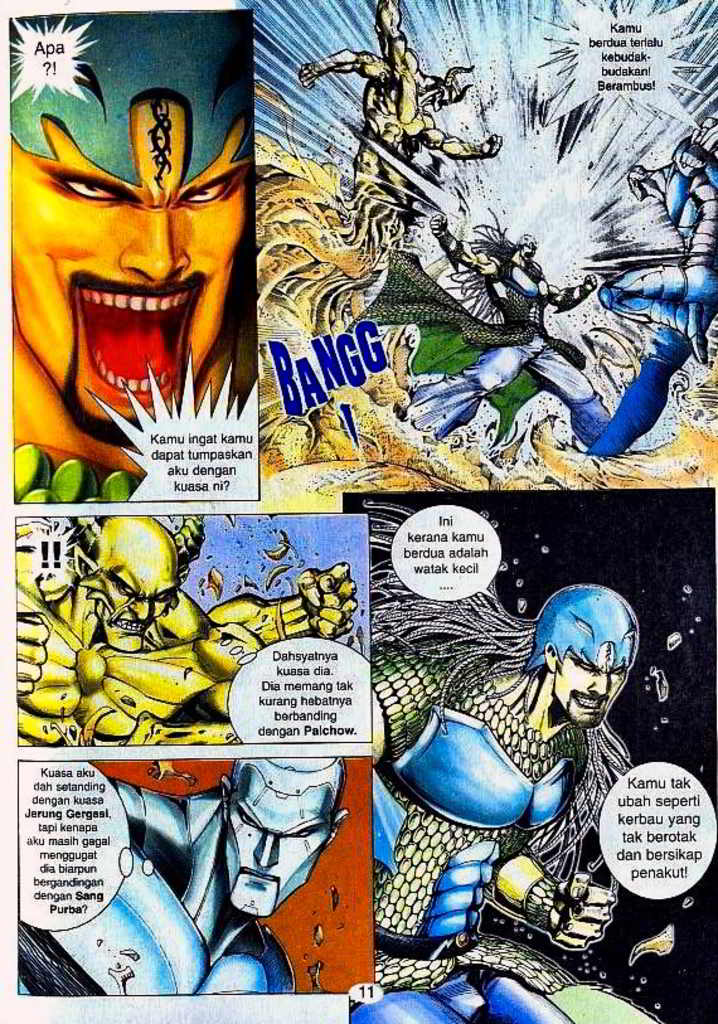 Apa
?!
Kamu ingat kamu
dapat tumpaskan
aku dengan
kuasa ni?
Kamu
berdua terlalu
kebudak-
budakan!
Berambus!
BANGG
!
!!
Dahsyatnya
kuasa dia.
Dia memang tak
kurang hebatnya
berbanding
dengan Paichow.
Ini
kerana kamu
berdua adalah
watak kecil
....
Kuasa aku
dah setanding
dengan kuasa
Jerung Gergasi,
tapi kenapa
aku masih gagal
menggugat
dia biarpun
bergandingan
dengan Sang
Purba?
Kamu tak
ubah seperti
kerbau yang
tak berotak
dan bersikap
penakut!
11